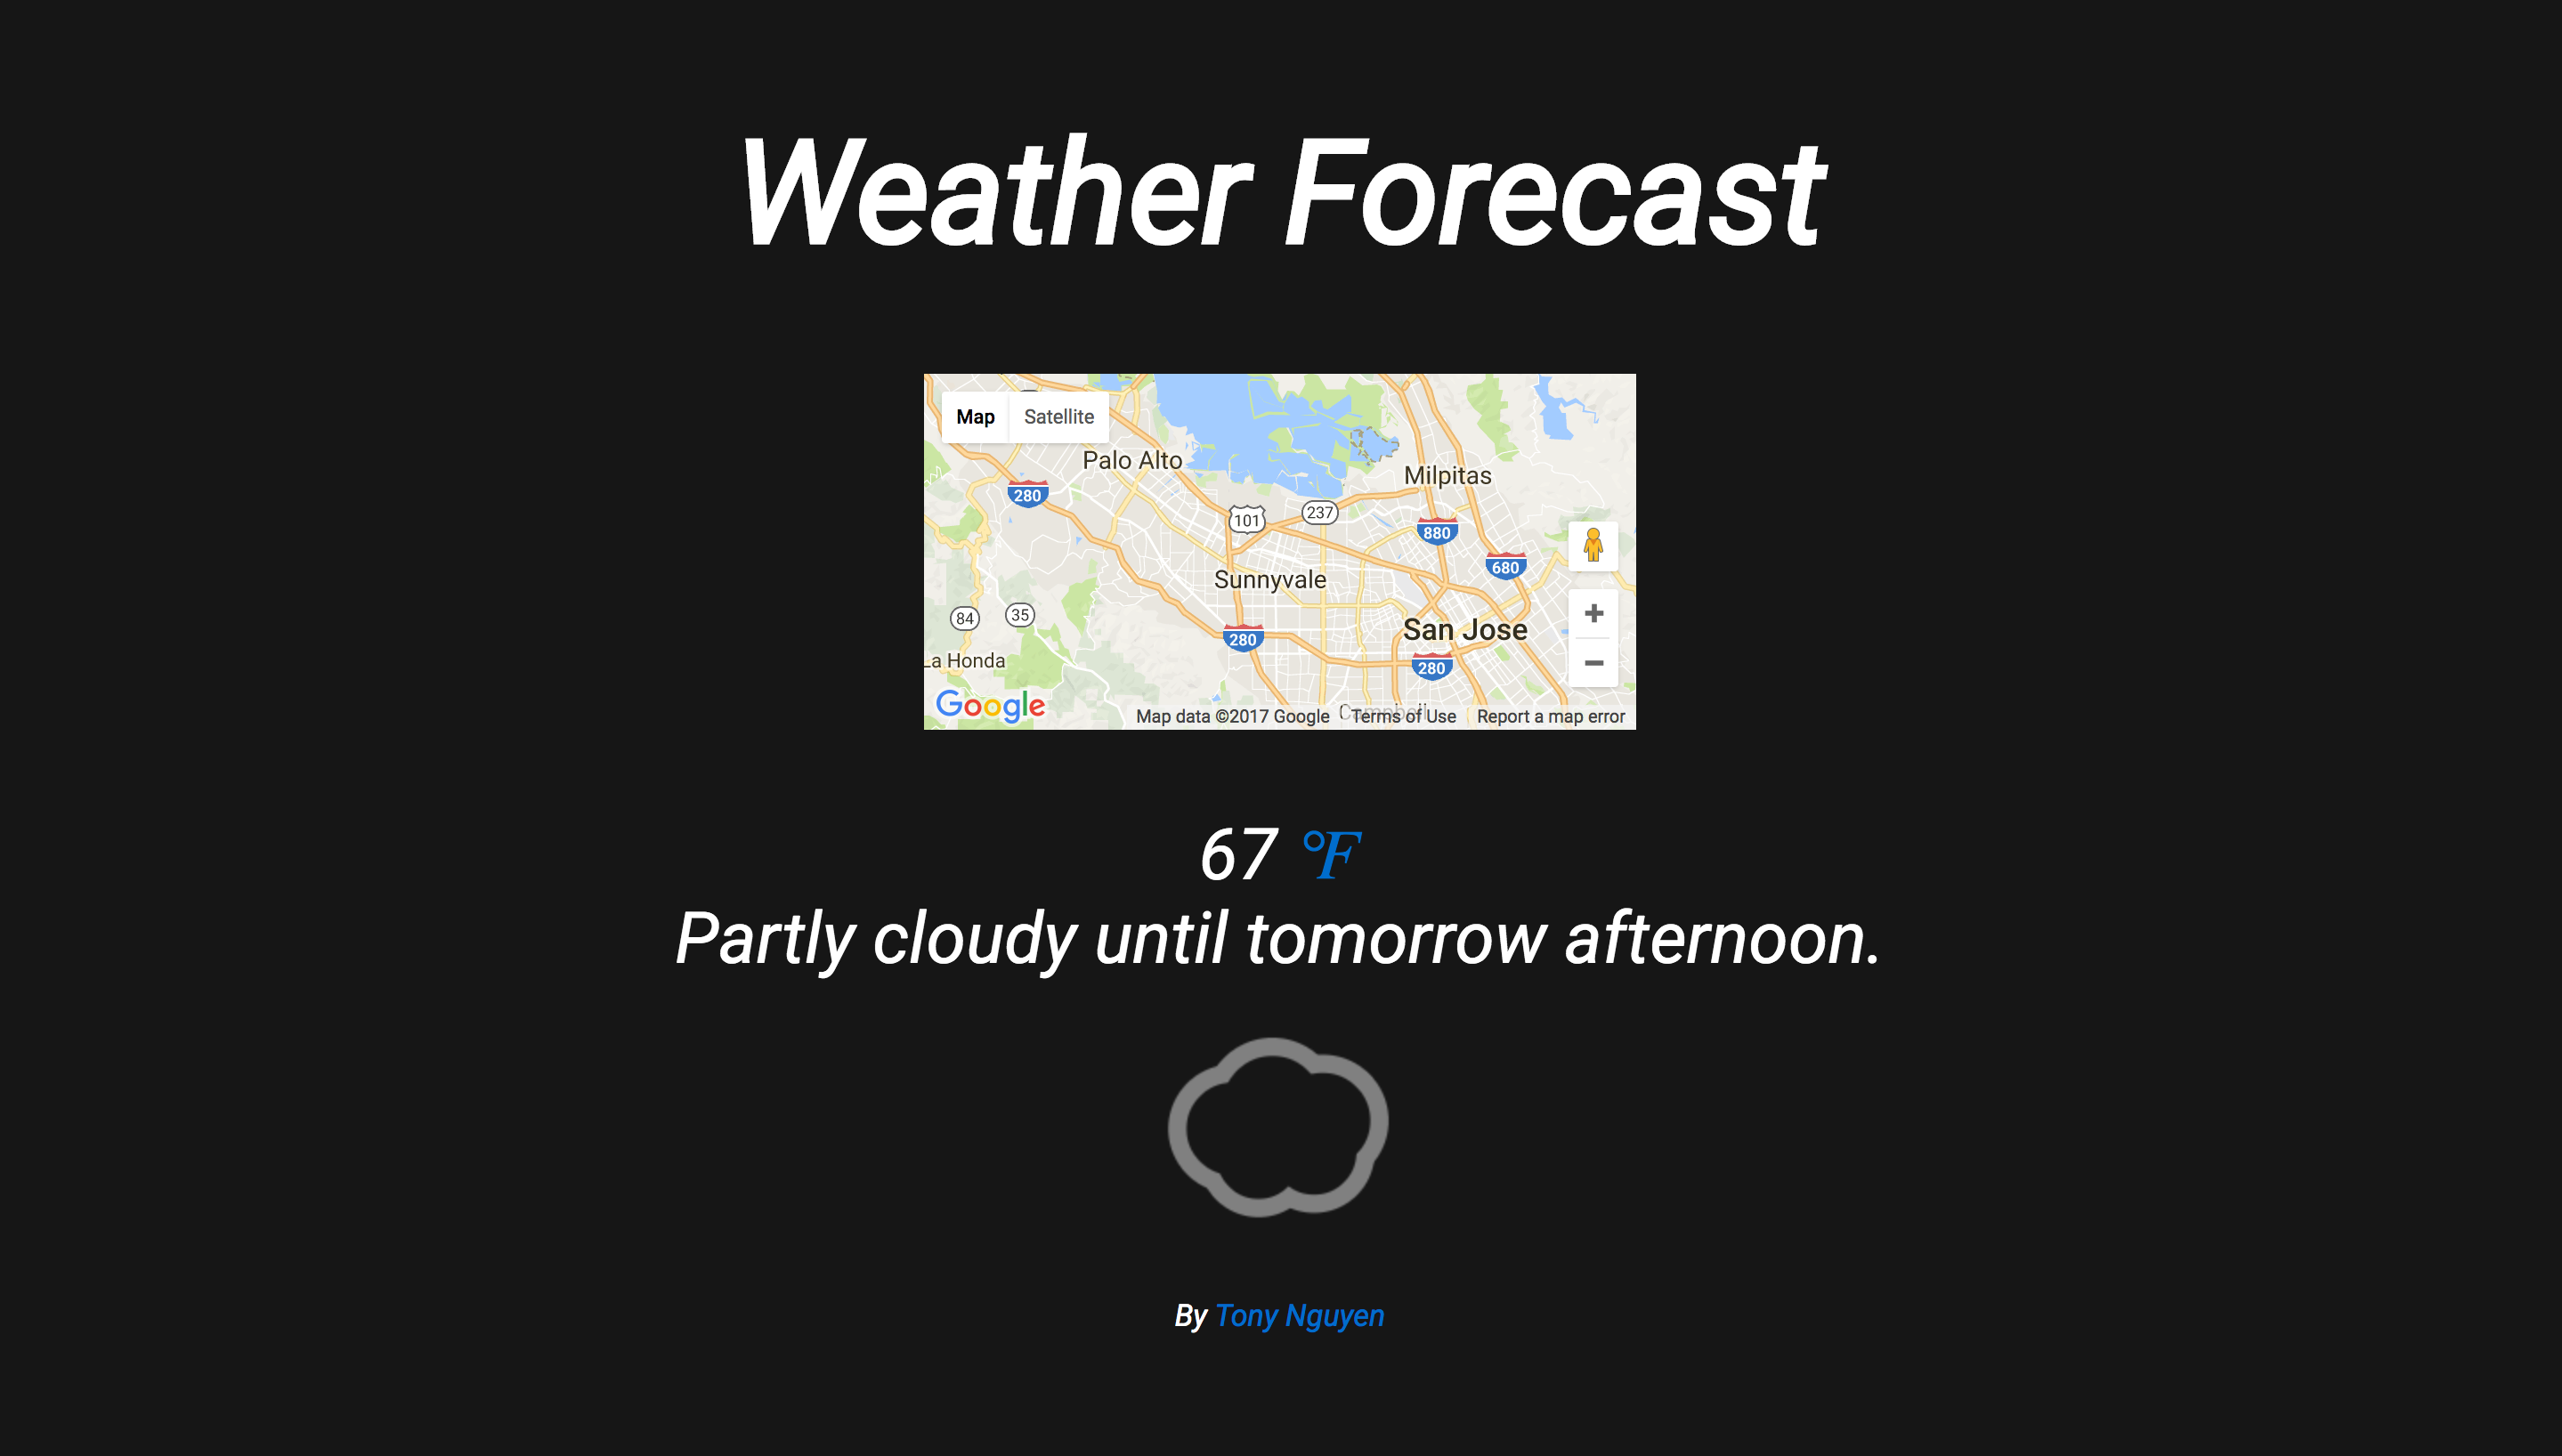 Weather Forecast
Map Satellite
Palo Alto
Milpitas
280
101
237
880
680
Sunnyvale
84
35
San Jose
280
280
La Honda
Google
Campbell
Map data ©2017 Google Terms of Use Report a map error
67 °F
Partly cloudy until tomorrow afternoon.
By Tony Nguyen